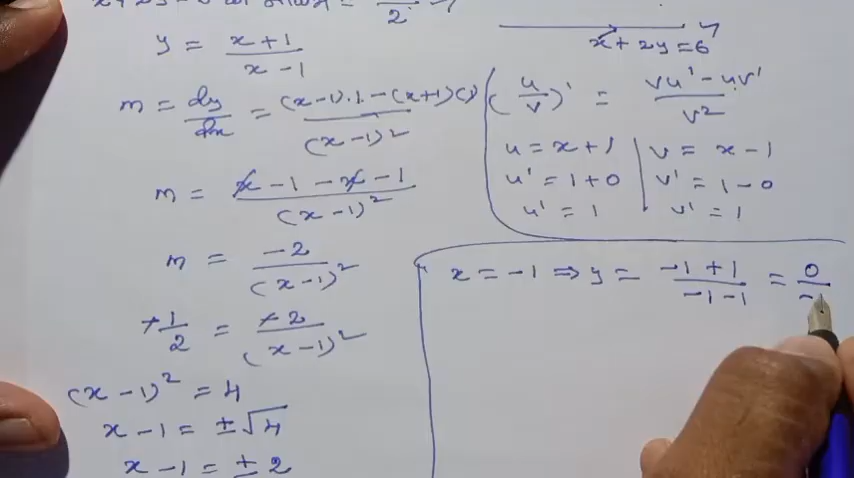 2
y = x+1 / x-1
m = dy/dx = (x-1).1-(x+1)(1) / (x-1)²
m = x-1-x-1 / (x-1)²
m = -2 / (x-1)²
+1/2 = +2 / (x-1)²
(x-1)² = 4
x-1 = ±√4
x-1 = ±2
x+2y=6
(u/v)' = vu'-uv' / v²
u = x+1 | v = x-1
u' = 1+0 | v' = 1-0
u' = 1 | v' = 1
x = -1 ⇒ y = -1+1 / -1-1 = 0/-